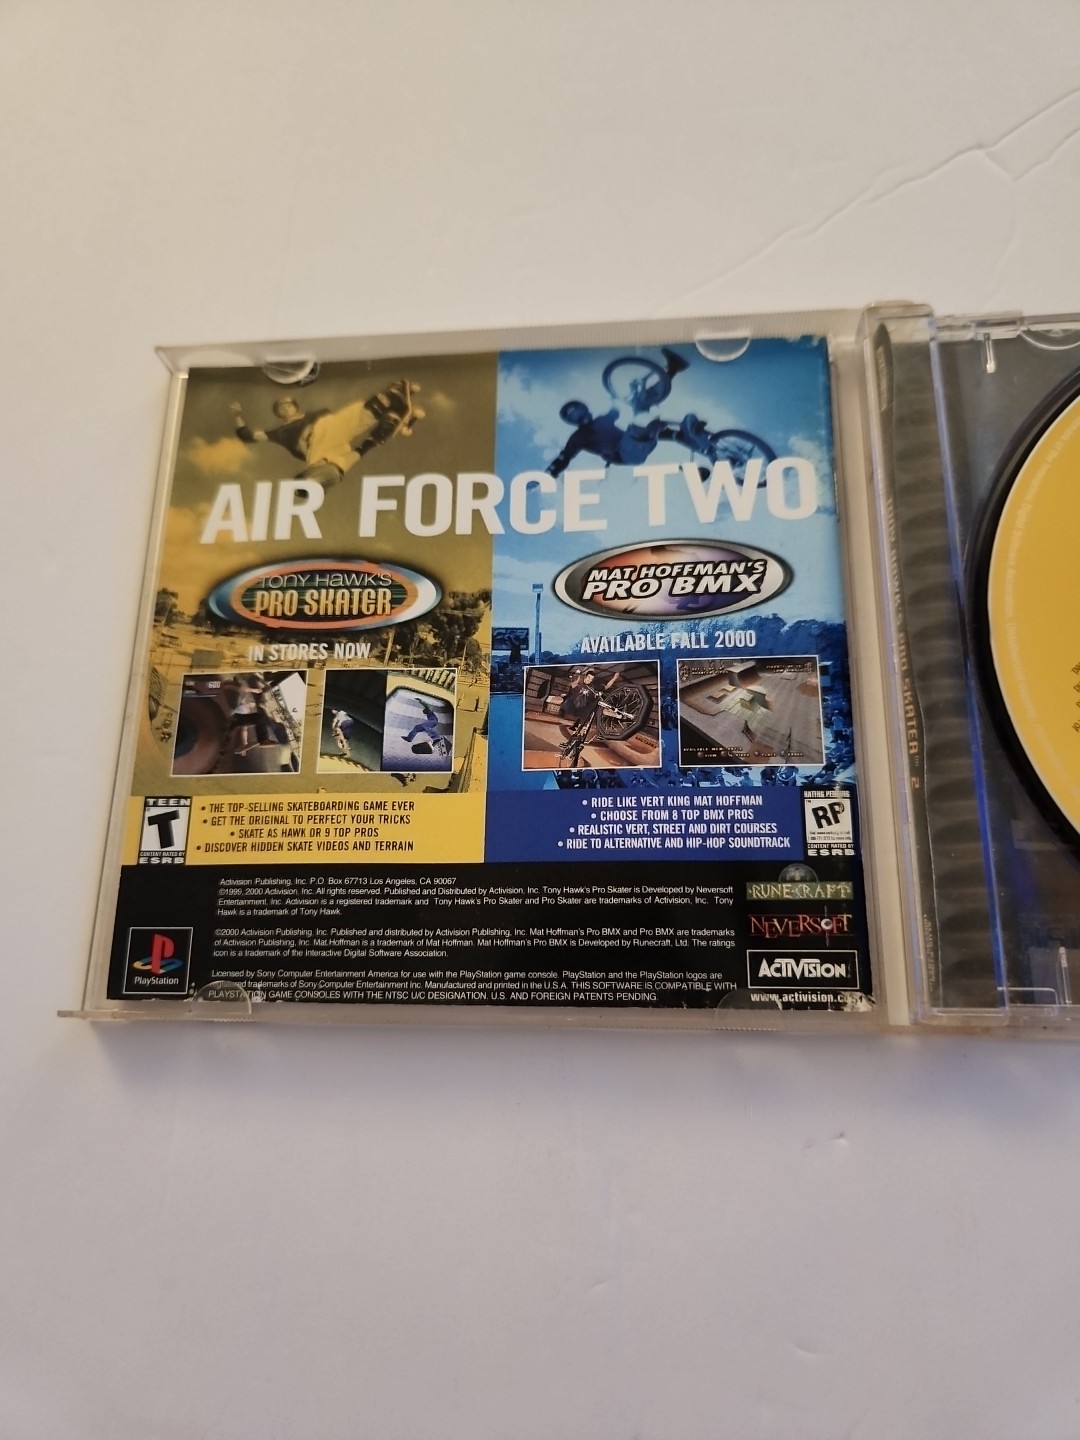 AIR FORCE TWO
TONY HAWK'S
PRO SKATER
IN STORES NOW
MAT HOFFMAN'S
PRO BMX
AVAILABLE FALL 2000
TEEN
T
CONTENT RATED BY
ESRB
• THE TOP-SELLING SKATEBOARDING GAME EVER
• GET THE ORIGINAL TO PERFECT YOUR TRICKS
• SKATE AS HAWK OR 9 TOP PROS
• DISCOVER HIDDEN SKATE VIDEOS AND TERRAIN
• RIDE LIKE VERT KING MAT HOFFMAN
• CHOOSE FROM 8 TOP BMX PROS
• REALISTIC VERT, STREET AND DIRT COURSES
• RIDE TO ALTERNATIVE AND HIP-HOP SOUNDTRACK
RATING PENDING
RP
CONTENT RATED BY
ESRB
Activision Publishing, Inc. P.O. Box 67713 Los Angeles, CA 90067
©1999, 2000 Activision, Inc. All rights reserved. Published and Distributed by Activision, Inc. Tony Hawk's Pro Skater is Developed by Neversoft
Entertainment, Inc. Activision is a registered trademark and Tony Hawk's Pro Skater and Pro Skater are trademarks of Activision, Inc. Tony
Hawk is a trademark of Tony Hawk.
©2000 Activision Publishing, Inc. Published and distributed by Activision Publishing, Inc. Mat Hoffman's Pro BMX and Pro BMX are trademarks
of Activision Publishing, Inc. Mat Hoffman is a trademark of Mat Hoffman. Mat Hoffman's Pro BMX is Developed by Runecraft, Ltd. The ratings
icon is a trademark of the Interactive Digital Software Association.
Licensed by Sony Computer Entertainment America for use with the PlayStation game console. PlayStation and the PlayStation logos are
registered trademarks of Sony Computer Entertainment Inc. Manufactured and printed in the U.S.A. THIS SOFTWARE IS COMPATIBLE WITH
PLAYSTATION GAME CONSOLES WITH THE NTSC U/C DESIGNATION. U.S. AND FOREIGN PATENTS PENDING.
PlayStation
RUNECRAFT
NEVERSOFT
ACTIVISION
www.activision.co
TONY HAWK'S PRO SKATER 2